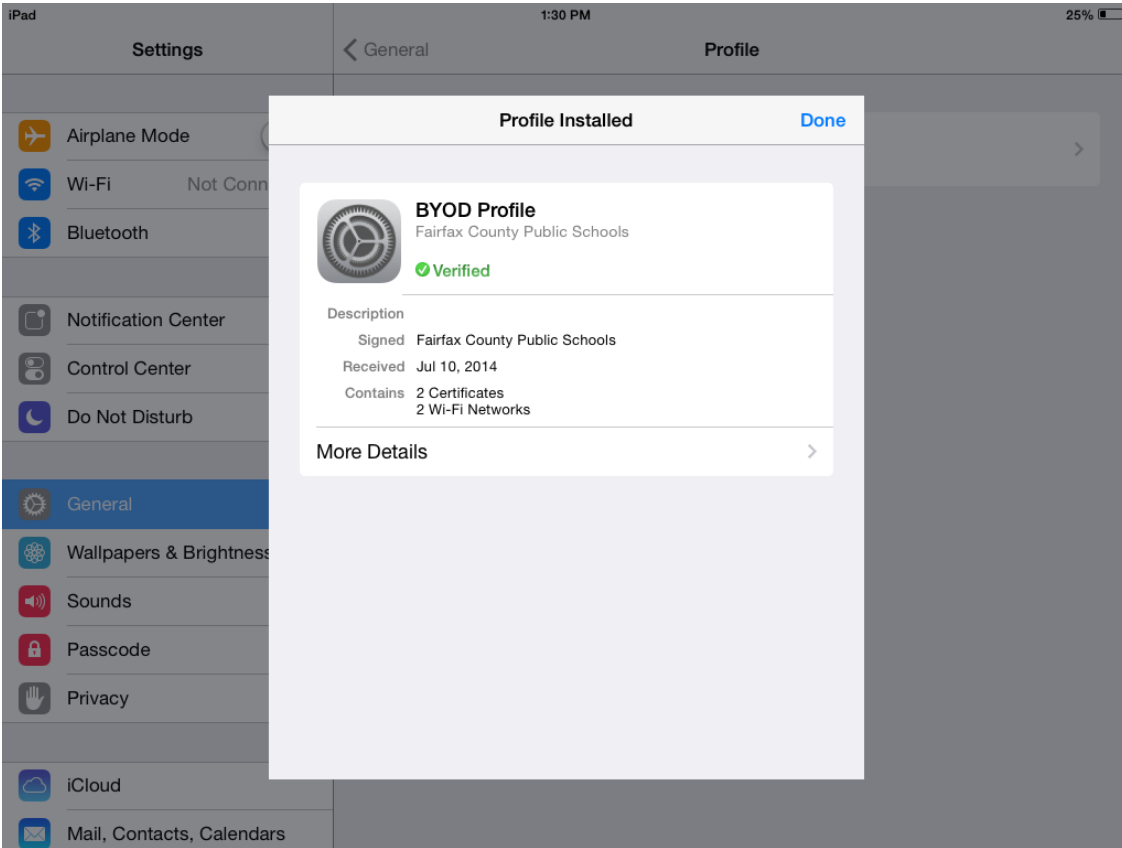 iPad 1:30 PM 25%
Settings General Profile
Profile Installed Done
Airplane Mode
Wi-Fi Not Conn
Bluetooth
BYOD Profile
Fairfax County Public Schools
Verified
Description
Signed Fairfax County Public Schools
Received Jul 10, 2014
Contains 2 Certificates
2 Wi-Fi Networks
More Details
Notification Center
Control Center
Do Not Disturb
General
Wallpapers & Brightness
Sounds
Passcode
Privacy
iCloud
Mail, Contacts, Calendars